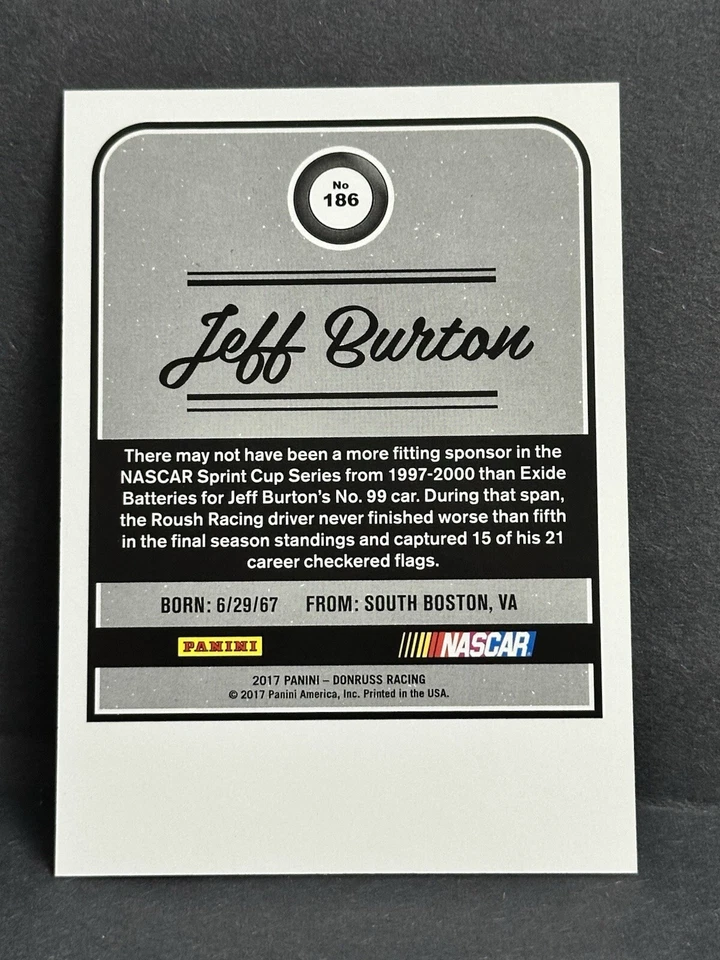 No
186
Jeff Burton
There may not have been a more fitting sponsor in the
NASCAR Sprint Cup Series from 1997-2000 than Exide
Batteries for Jeff Burton's No. 99 car. During that span,
the Roush Racing driver never finished worse than fifth
in the final season standings and captured 15 of his 21
career checkered flags.
BORN: 6/29/67 FROM: SOUTH BOSTON, VA
PANINI NASCAR
2017 PANINI – DONRUSS RACING
© 2017 Panini America, Inc. Printed in the USA.